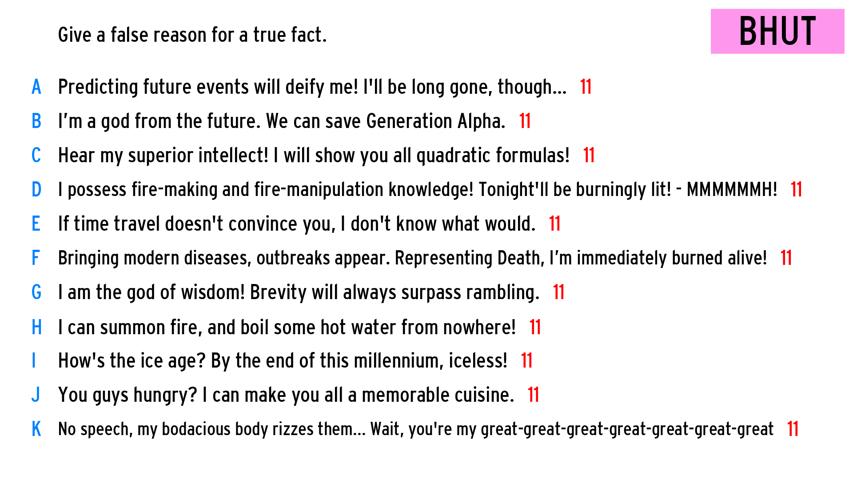 Give a false reason for a true fact.
BHUT
A Predicting future events will deify me! I'll be long gone, though... 11
B I'm a god from the future. We can save Generation Alpha. 11
C Hear my superior intellect! I will show you all quadratic formulas! 11
D I possess fire-making and fire-manipulation knowledge! Tonight'll be burningly lit! - MMMMMMH! 11
E If time travel doesn't convince you, I don't know what would. 11
F Bringing modern diseases, outbreaks appear. Representing Death, I'm immediately burned alive! 11
G I am the god of wisdom! Brevity will always surpass rambling. 11
H I can summon fire, and boil some hot water from nowhere! 11
I How's the ice age? By the end of this millennium, iceless! 11
J You guys hungry? I can make you all a memorable cuisine. 11
K No speech, my bodacious body rizzes them... Wait, you're my great-great-great-great-great-great-great 11